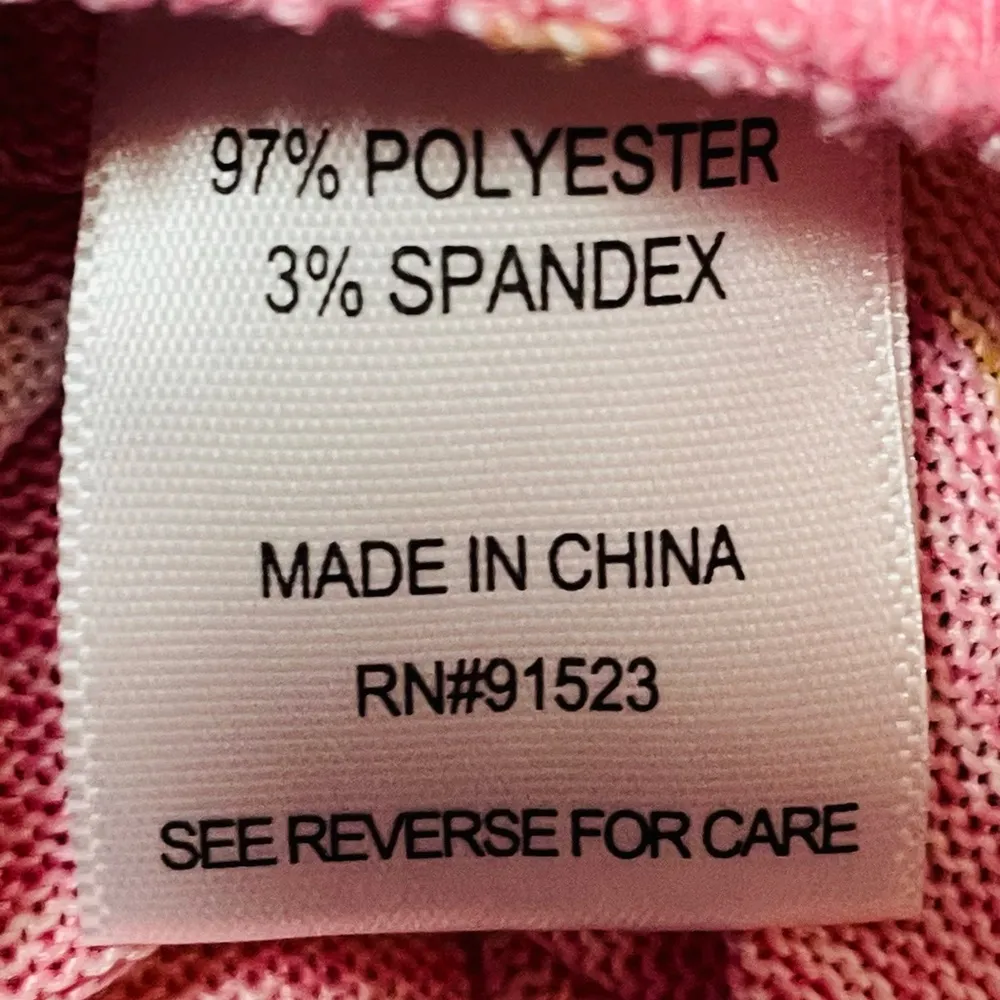 97% POLYESTER
3% SPANDEX
MADE IN CHINA
RN#91523
SEE REVERSE FOR CARE